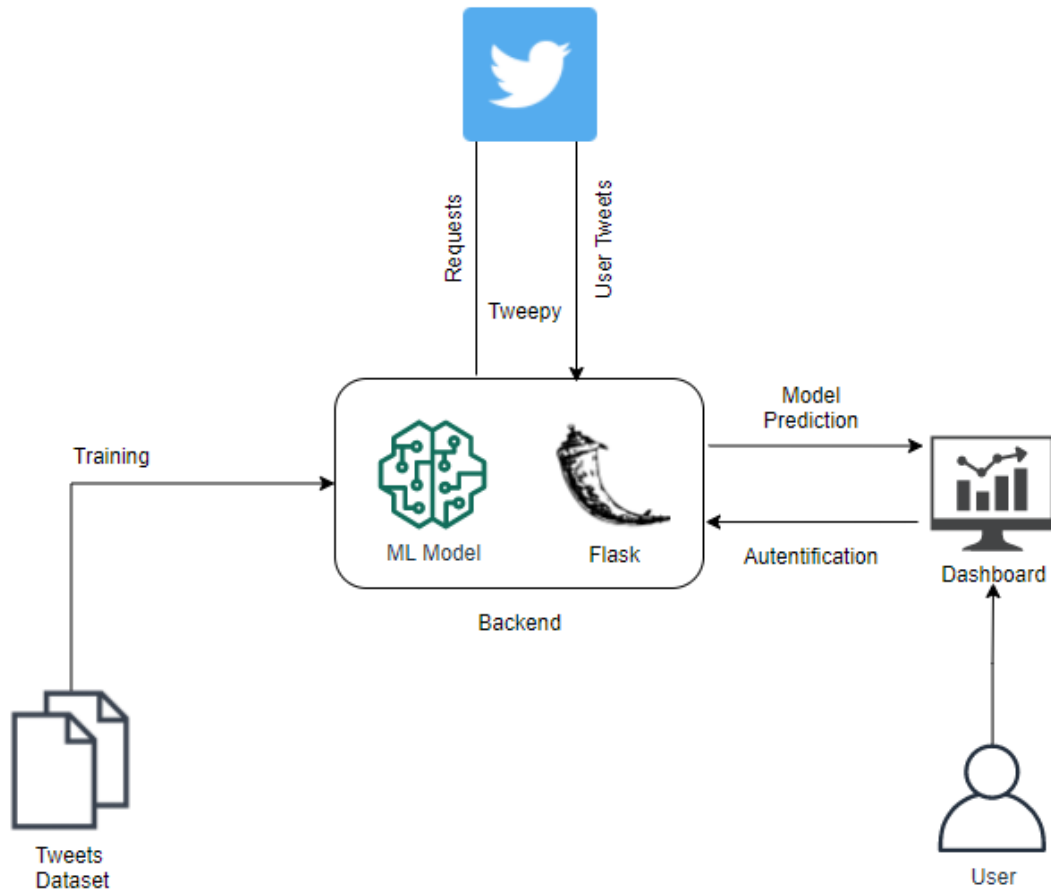 Requests
User Tweets
Tweepy
Model
Prediction
Training
ML Model
Flask
Autentification
Dashboard
Backend
Tweets
Dataset
User